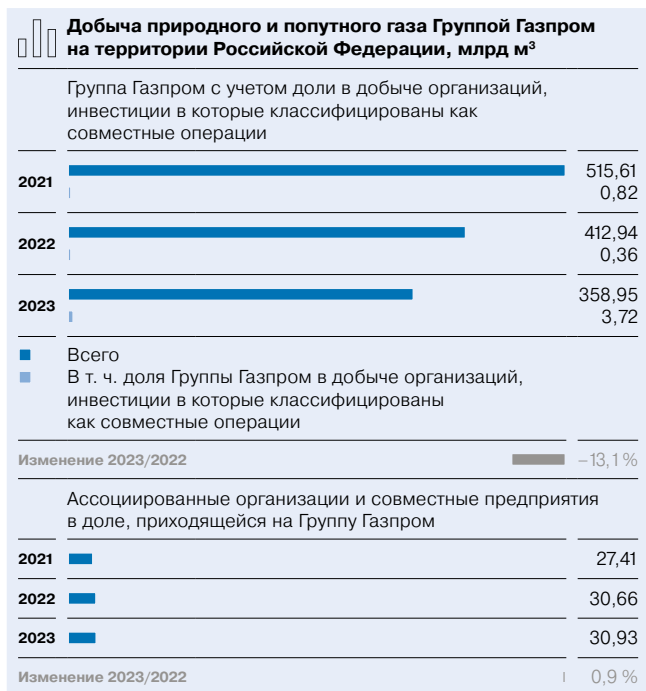 Добыча природного и попутного газа Группой Газпром
на территории Российской Федерации, млрд м³
Группа Газпром с учетом доли в добыче организаций,
инвестиции в которые классифицированы как
совместные операции
2021
515,61
0,82
2022
412,94
0,36
2023
358,95
3,72
Всего
В т. ч. доля Группы Газпром в добыче организаций,
инвестиции в которые классифицированы
как совместные операции
Изменение 2023/2022 –13,1 %
Ассоциированные организации и совместные предприятия
в доле, приходящейся на Группу Газпром
2021 27,41
2022 30,66
2023 30,93
Изменение 2023/2022 0,9 %